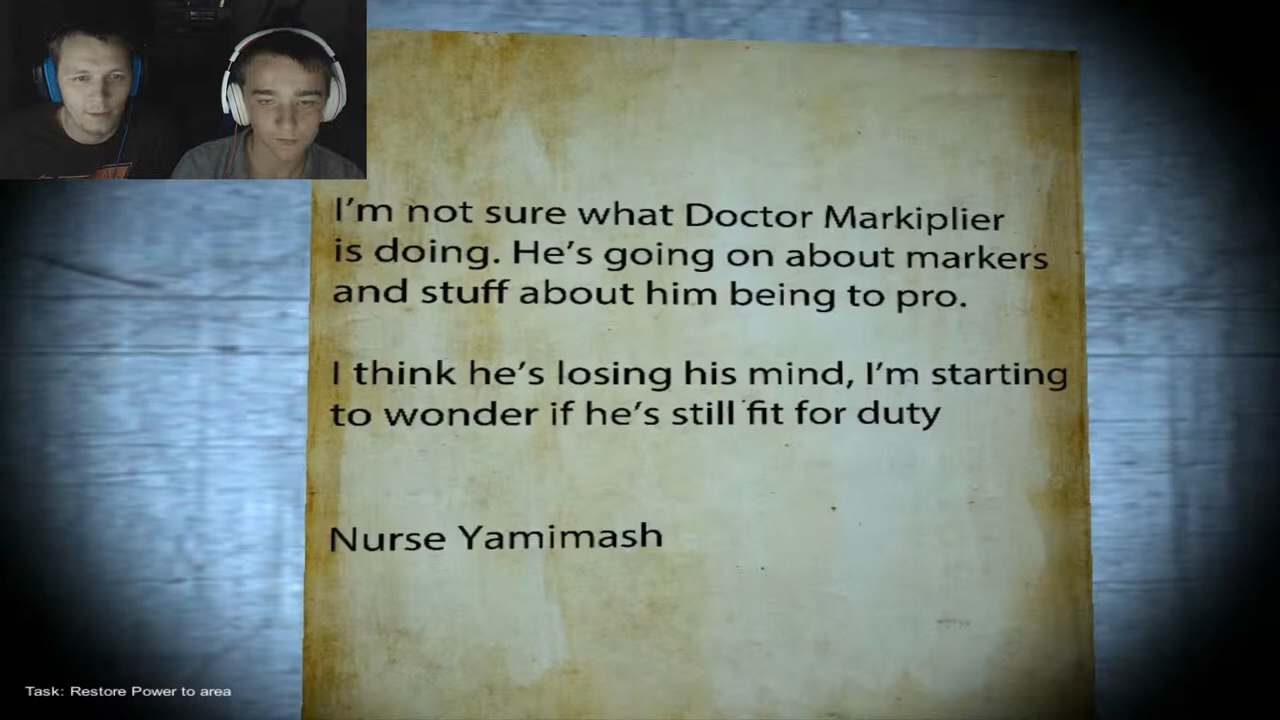 I'm not sure what Doctor Markiplier
is doing. He's going on about markers
and stuff about him being to pro.
I think he's losing his mind, I'm starting
to wonder if he's still fit for duty
Nurse Yamimash
Task: Restore Power to area